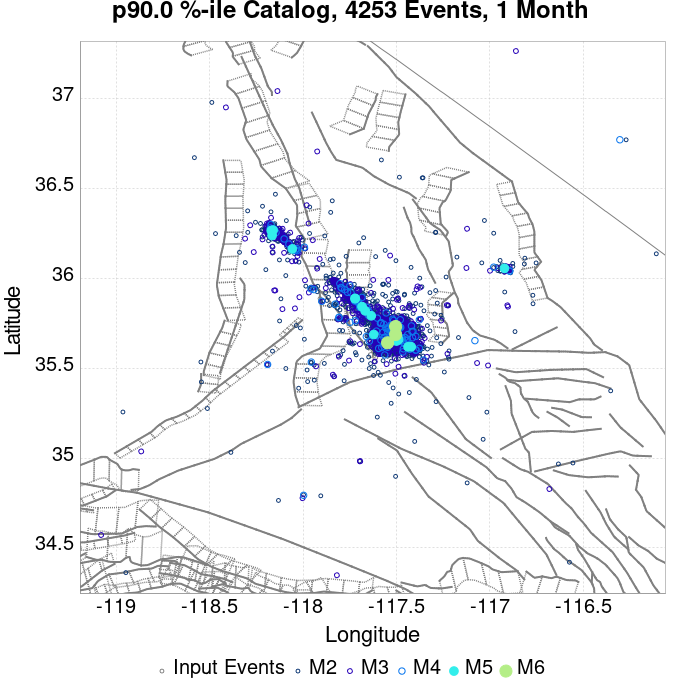 p90.0 %-ile Catalog, 4253 Events, 1 Month
37
36.5
36
35.5
35
34.5
Latitude
-119 -118.5 -118 -117.5 -117 -116.5
Longitude
Input Events M2 M3 M4 M5 M6